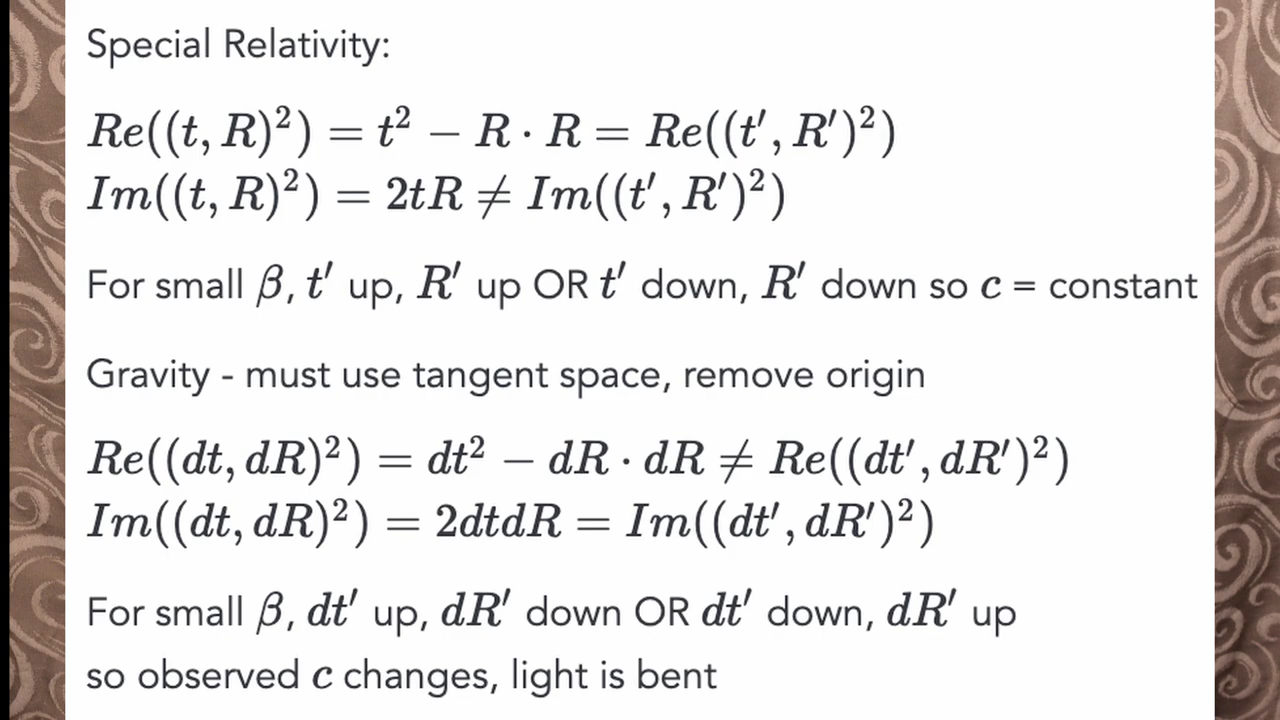 Special Relativity:
Re((t, R)²) = t² − R · R = Re((t′, R′)²)
Im((t, R)²) = 2tR ≠ Im((t′, R′)²)
For small β, t′ up, R′ up OR t′ down, R′ down so c = constant
Gravity - must use tangent space, remove origin
Re((dt, dR)²) = dt² − dR · dR ≠ Re((dt′, dR′)²)
Im((dt, dR)²) = 2dtdR = Im((dt′, dR′)²)
For small β, dt′ up, dR′ down OR dt′ down, dR′ up
so observed c changes, light is bent